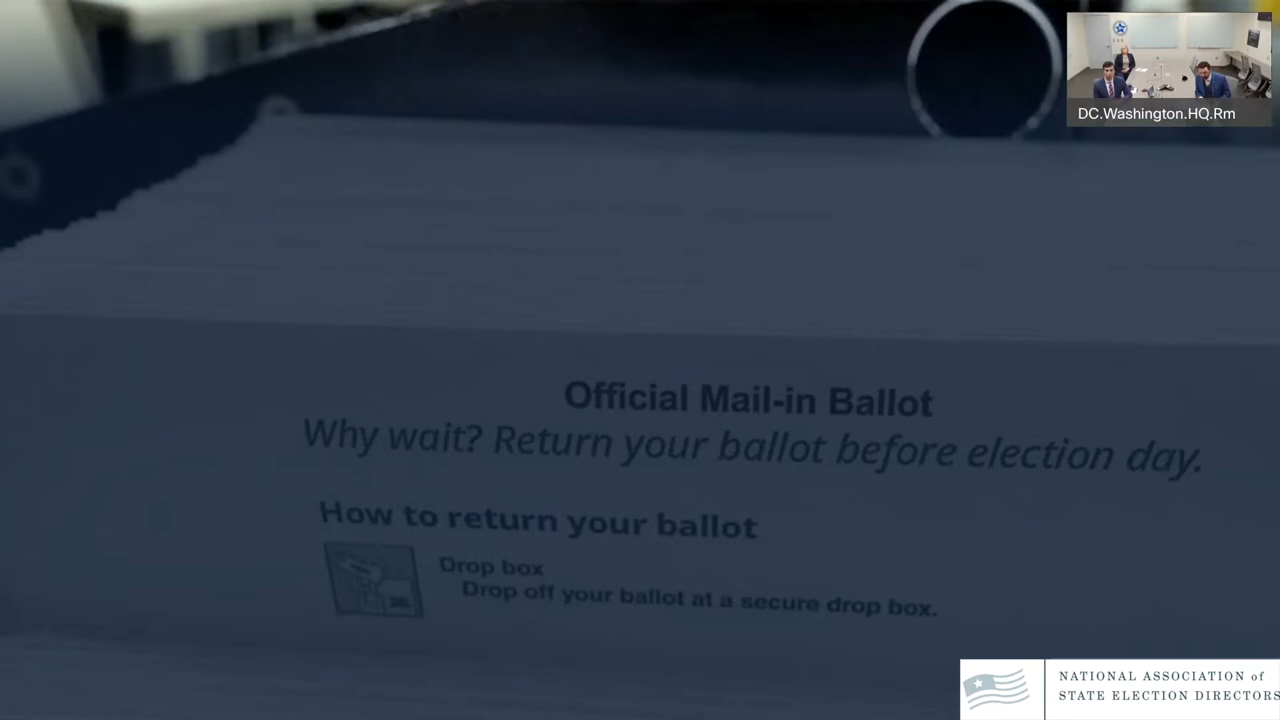 DC.Washington.HQ.Rm
Official Mail-in Ballot
Why wait? Return your ballot before election day.
How to return your ballot
Drop box
Drop off your ballot at a secure drop box.
NATIONAL ASSOCIATION of
STATE ELECTION DIRECTORS